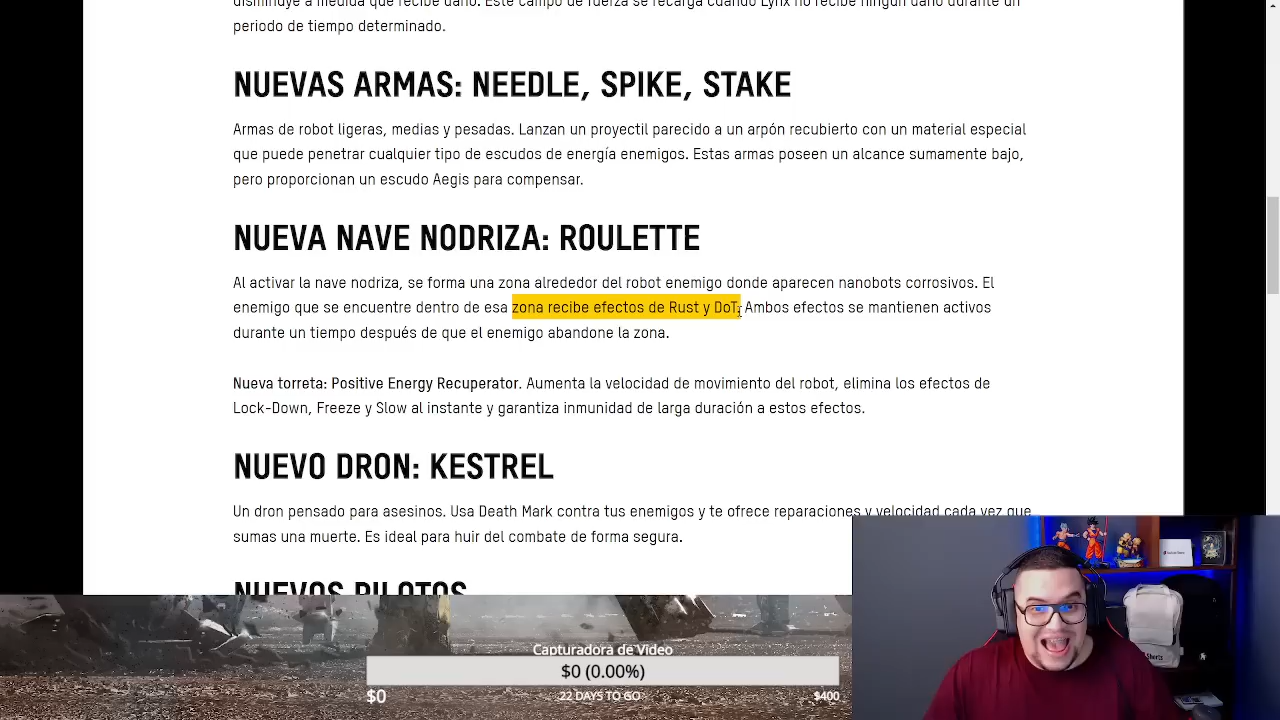 disminuye a medida que recibe daño. Este campo de fuerza se recarga cuando Lynx no recibe ningún daño durante un
periodo de tiempo determinado.
NUEVAS ARMAS: NEEDLE, SPIKE, STAKE
Armas de robot ligeras, medias y pesadas. Lanzan un proyectil parecido a un arpón recubierto con un material especial
que puede penetrar cualquier tipo de escudos de energía enemigos. Estas armas poseen un alcance sumamente bajo,
pero proporcionan un escudo Aegis para compensar.
NUEVA NAVE NODRIZA: ROULETTE
Al activar la nave nodriza, se forma una zona alrededor del robot enemigo donde aparecen nanobots corrosivos. El
enemigo que se encuentre dentro de esa zona recibe efectos de Rust y DoT. Ambos efectos se mantienen activos
durante un tiempo después de que el enemigo abandone la zona.
Nueva torreta: Positive Energy Recuperator. Aumenta la velocidad de movimiento del robot, elimina los efectos de
Lock-Down, Freeze y Slow al instante y garantiza inmunidad de larga duración a estos efectos.
NUEVO DRON: KESTREL
Un dron pensado para asesinos. Usa Death Mark contra tus enemigos y te ofrece reparaciones y velocidad cada vez que
sumas una muerte. Es ideal para huir del combate de forma segura.
NUEVOS PILOTOS
Capturadora de Video
$0 (0.00%)
$0 22 DAYS TO GO $400